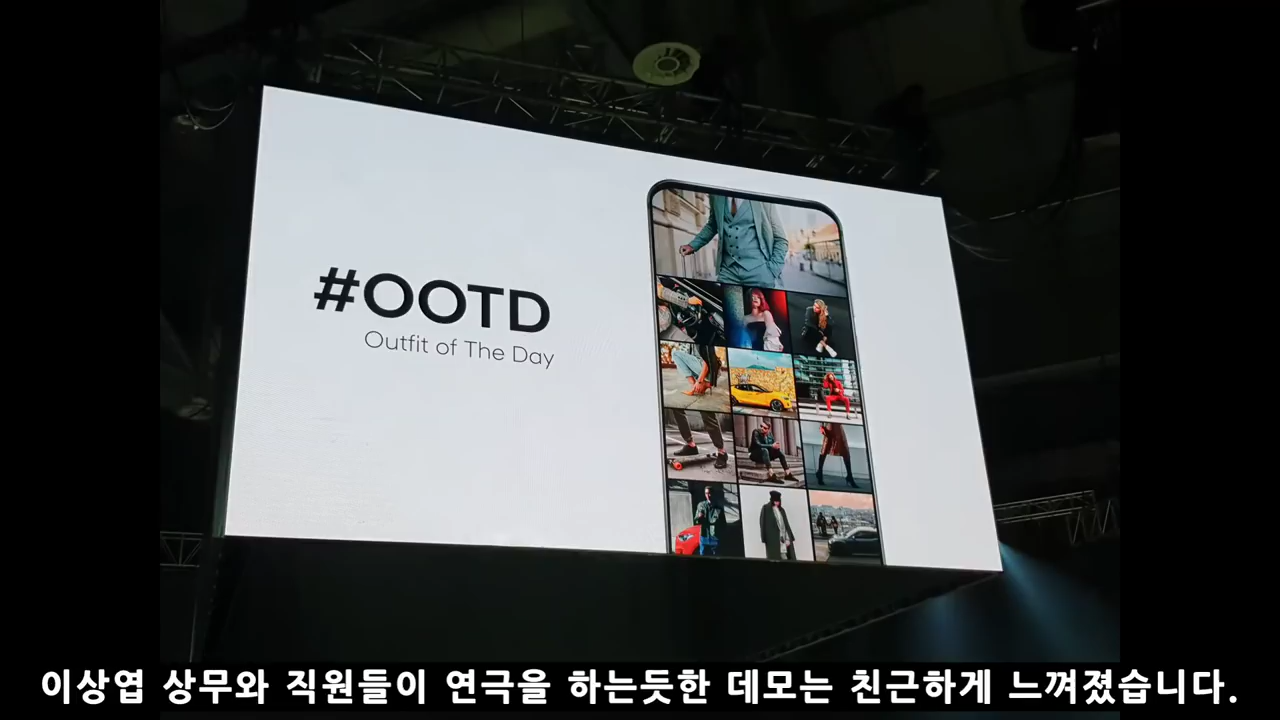 #OOTD
Outfit of The Day
이상엽 상무와 직원들이 연극을 하는듯한 데모는 친근하게 느껴졌습니다.